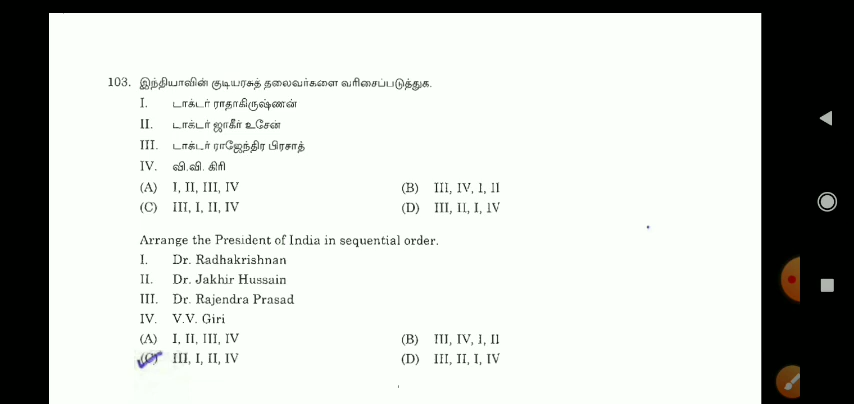 103. இந்தியாவின் குடியரசுத் தலைவர்களை வரிசைப்படுத்துக.
I. டாக்டர் ராதாகிருஷ்ணன்
II. டாக்டர் ஜாகீர் உசேன்
III. டாக்டர் ராஜேந்திர பிரசாத்
IV. வி.வி. கிரி
(A) I, II, III, IV (B) III, IV, I, II
(C) III, I, II, IV (D) III, II, I, IV
Arrange the President of India in sequential order.
I. Dr. Radhakrishnan
II. Dr. Jakhir Hussain
III. Dr. Rajendra Prasad
IV. V.V. Giri
(A) I, II, III, IV (B) III, IV, I, II
(C) III, I, II, IV (D) III, II, I, IV